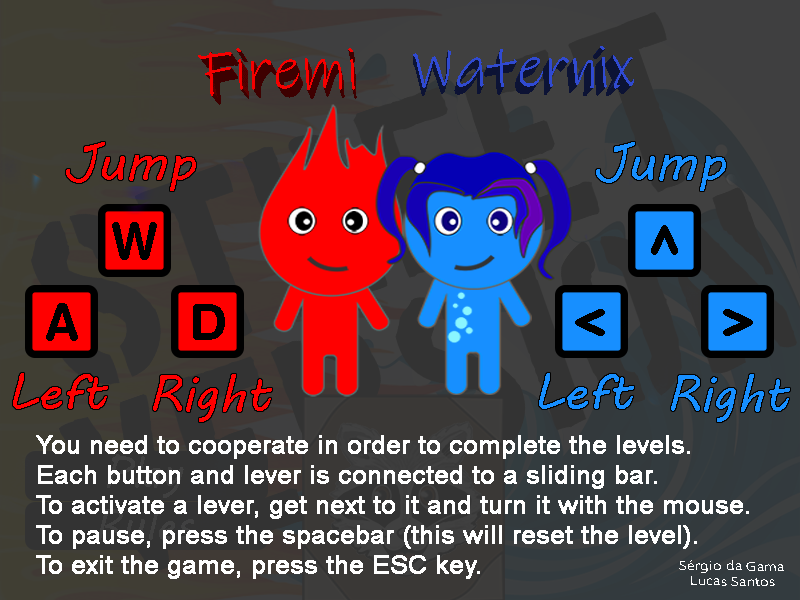 Firemi Waternix
Jump Jump
W ^
A D < >
Left Right Left Right
You need to cooperate in order to complete the levels.
Each button and lever is connected to a sliding bar.
To activate a lever, get next to it and turn it with the mouse.
To pause, press the spacebar (this will reset the level).
To exit the game, press the ESC key.
Sérgio da Gama
Lucas Santos